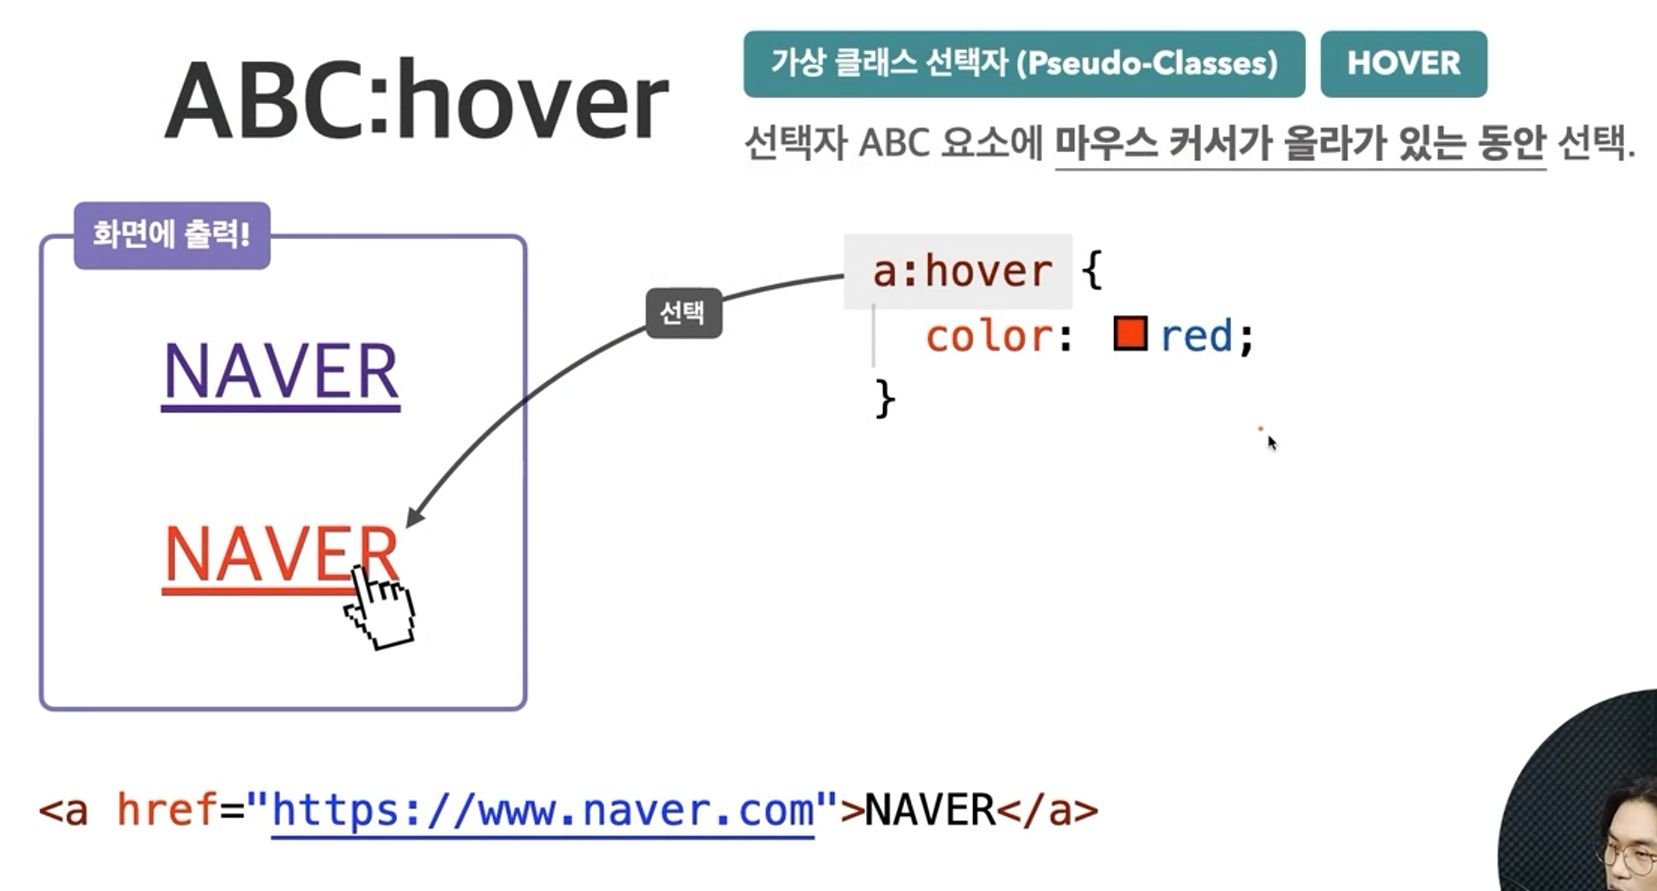 ABC:hover
가상 클래스 선택자 (Pseudo-Classes)
HOVER
선택자 ABC 요소에 마우스 커서가 올라가 있는 동안 선택.
화면에 출력!
NAVER
NAVER
선택
a:hover {
color: red;
}
<a href="https://www.naver.com">NAVER</a>